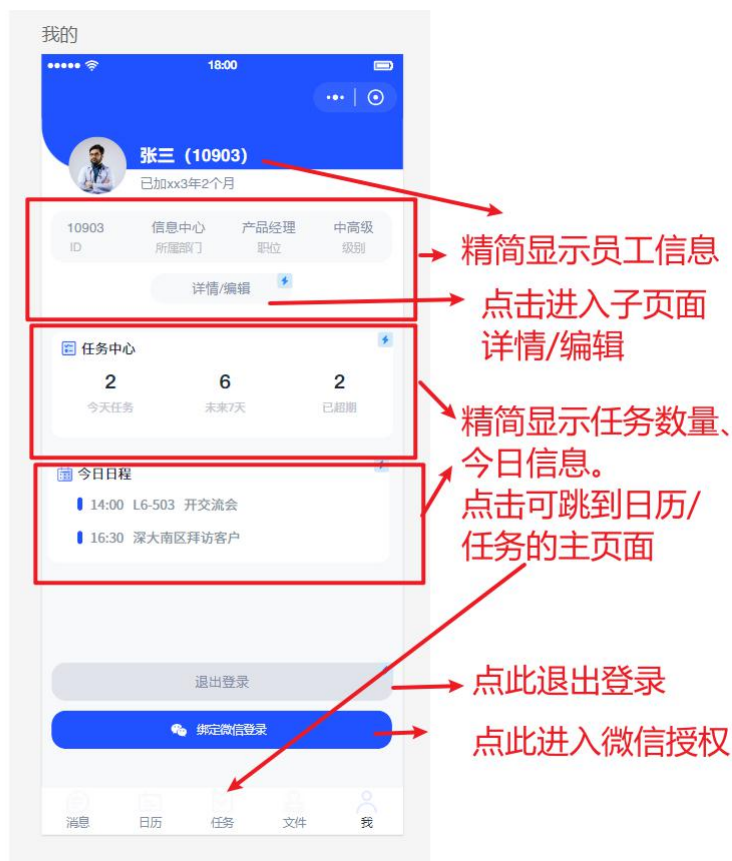 我的
18:00
张三（10903）
已加xx3年2个月
10903 信息中心 产品经理 中高级
ID 所属部门 职位 级别
详情/编辑
精简显示员工信息
点击进入子页面
详情/编辑
任务中心
2 6 2
今天任务 未来7天 已超期
精简显示任务数量、
今日信息。
点击可跳到日历/
任务的主页面
今日日程
14:00 L6-503 开交流会
16:30 深大南区拜访客户
退出登录
点此退出登录
绑定微信登录
点此进入微信授权
消息 日历 任务 文件 我